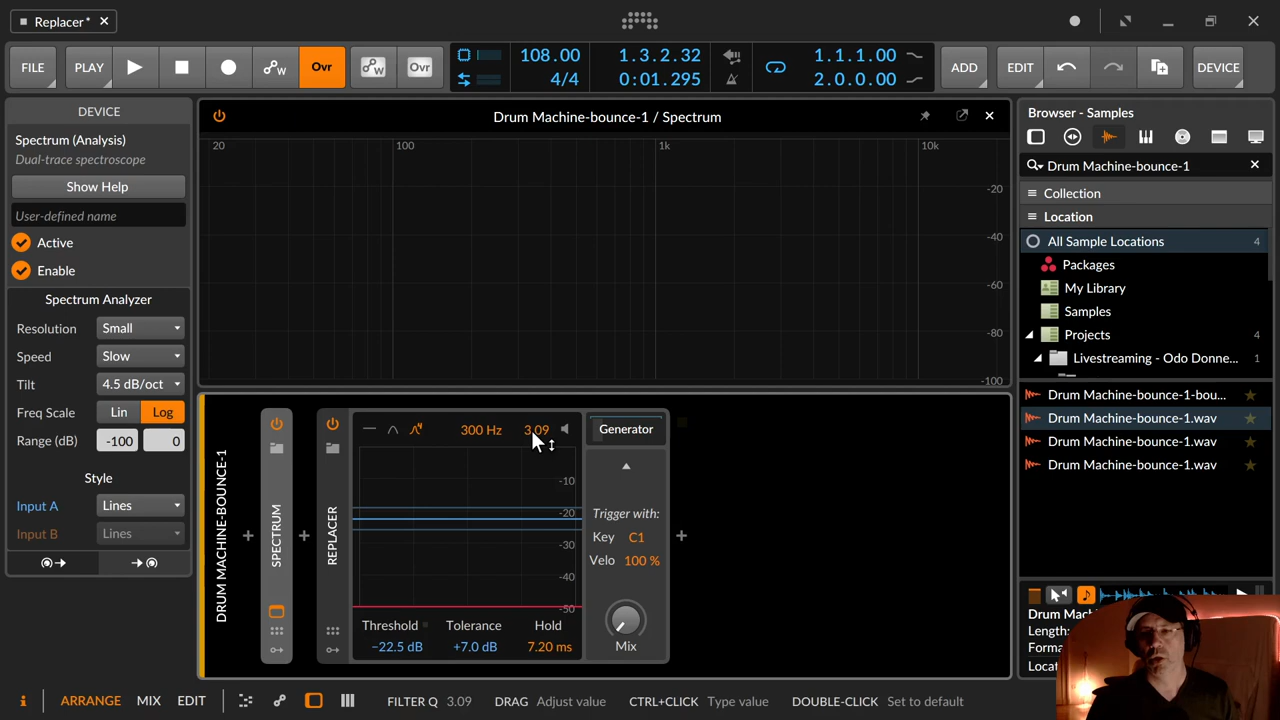 Replacer*
FILE
PLAY
Ovr
Ovr
108.00
4/4
1.3.2.32
0:01.295
1.1.1.00
2.0.0.00
ADD
EDIT
DEVICE
DEVICE
Spectrum (Analysis)
Dual-trace spectroscope
Show Help
User-defined name
Active
Enable
Spectrum Analyzer
Resolution Small
Speed Slow
Tilt 4.5 dB/oct
Freq Scale Lin Log
Range (dB) -100 0
Style
Input A Lines
Input B Lines
Drum Machine-bounce-1 / Spectrum
20 100 1k 10k
-20
-40
-60
-80
-100
DRUM MACHINE-BOUNCE-1
SPECTRUM
REPLACER
300 Hz 3.09
-10
-20
-30
-40
-50
Threshold Tolerance Hold
-22.5 dB +7.0 dB 7.20 ms
Generator
Trigger with:
Key C1
Velo 100 %
Mix
Browser - Samples
Drum Machine-bounce-1
Collection
Location
All Sample Locations 4
Packages
My Library
Samples
Projects 4
Livestreaming - Odo Donne... 1
Drum Machine-bounce-1-bou...
Drum Machine-bounce-1.wav
Drum Machine-bounce-1.wav
Drum Machine-bounce-1.wav
Length:
i ARRANGE MIX EDIT
FILTER Q 3.09 DRAG Adjust value CTRL+CLICK Type value DOUBLE-CLICK Set to default